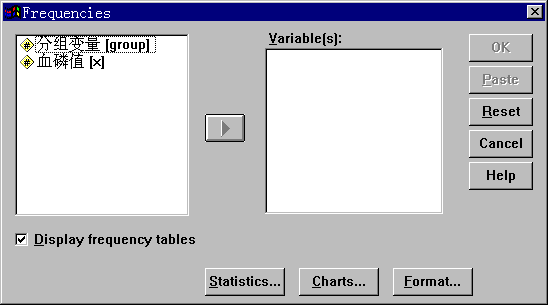 Frequencies
分组变量 [group]
血磷值 [x]
Variable[s]:
OK
Paste
Reset
Cancel
Help
Display frequency tables
Statistics...
Charts...
Format...